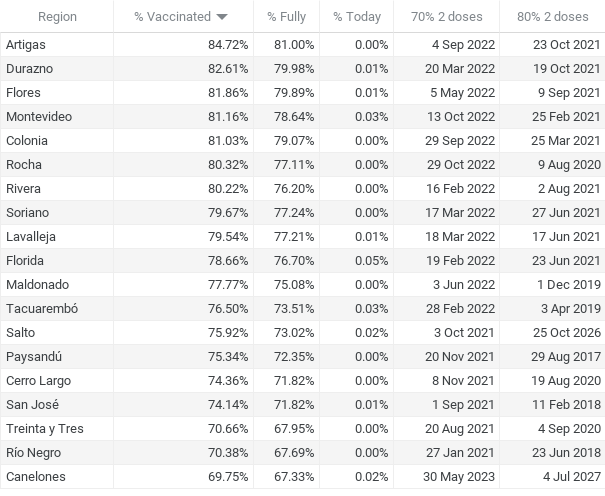 Region % Vaccinated % Fully % Today 70% 2 doses 80% 2 doses
Artigas 84.72% 81.00% 0.00% 4 Sep 2022 23 Oct 2021
Durazno 82.61% 79.98% 0.01% 20 Mar 2022 19 Oct 2021
Flores 81.86% 79.89% 0.01% 5 May 2022 9 Sep 2021
Montevideo 81.16% 78.64% 0.03% 13 Oct 2022 25 Feb 2021
Colonia 81.03% 79.07% 0.00% 29 Sep 2022 25 Mar 2021
Rocha 80.32% 77.11% 0.00% 29 Oct 2022 9 Aug 2020
Rivera 80.22% 76.20% 0.00% 16 Feb 2022 2 Aug 2021
Soriano 79.67% 77.24% 0.00% 17 Mar 2022 27 Jun 2021
Lavalleja 79.54% 77.21% 0.01% 18 Mar 2022 17 Jun 2021
Florida 78.66% 76.70% 0.05% 19 Feb 2022 23 Jun 2021
Maldonado 77.77% 75.08% 0.00% 3 Jun 2022 1 Dec 2019
Tacuarembó 76.50% 73.51% 0.03% 28 Feb 2022 3 Apr 2019
Salto 75.92% 73.02% 0.02% 3 Oct 2021 25 Oct 2026
Paysandú 75.34% 72.35% 0.00% 20 Nov 2021 29 Aug 2017
Cerro Largo 74.36% 71.82% 0.00% 8 Nov 2021 19 Aug 2020
San José 74.14% 71.82% 0.01% 1 Sep 2021 11 Feb 2018
Treinta y Tres 70.66% 67.95% 0.00% 20 Aug 2021 4 Sep 2020
Río Negro 70.38% 67.69% 0.00% 27 Jan 2021 23 Jun 2018
Canelones 69.75% 67.33% 0.02% 30 May 2023 4 Jul 2027